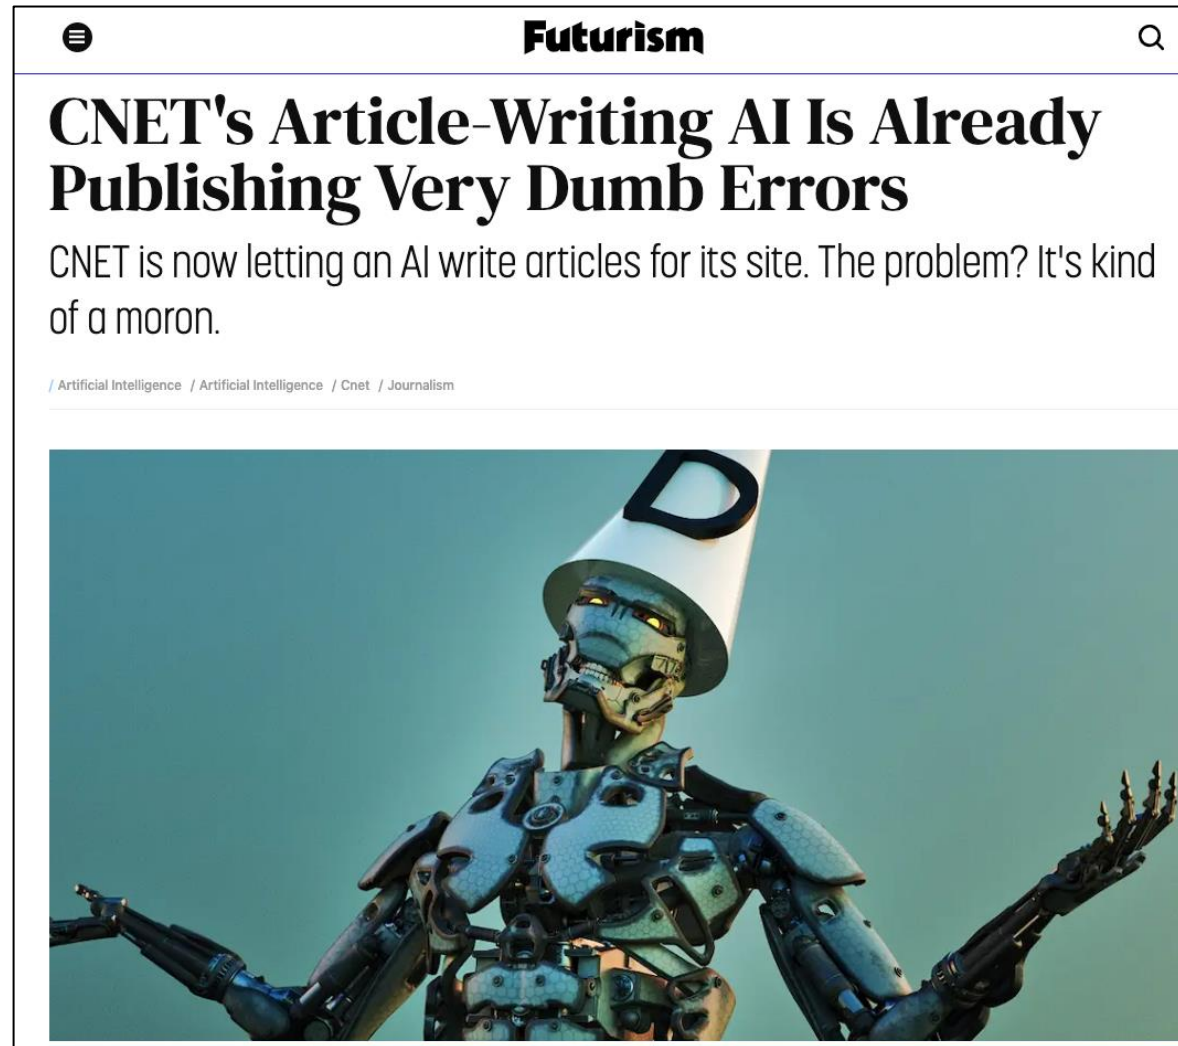 Futurism
CNET's Article-Writing AI Is Already
Publishing Very Dumb Errors
CNET is now letting an AI write articles for its site. The problem? It's kind
of a moron.
/ Artificial Intelligence / Artificial Intelligence / Cnet / Journalism
D